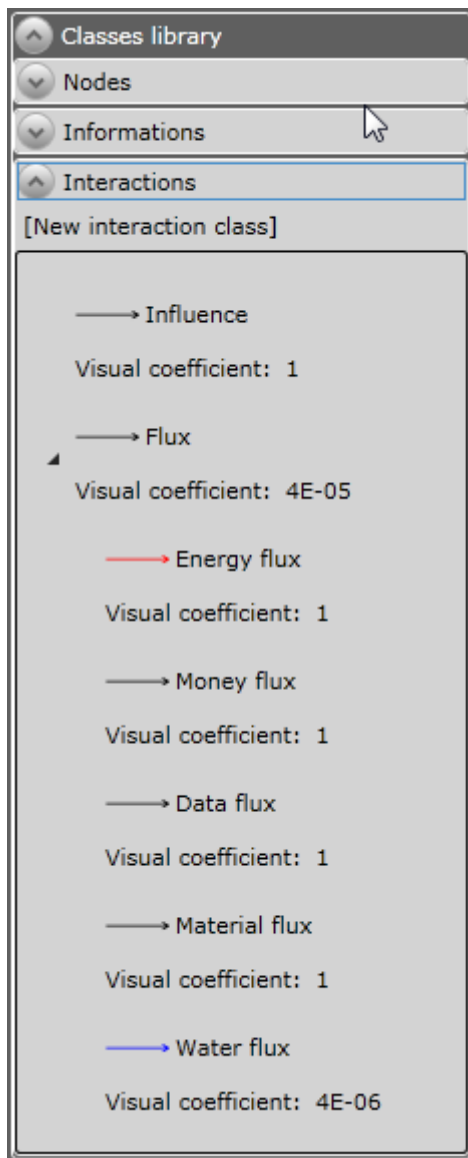 Classes library
Nodes
Informations
Interactions
[New interaction class]
Influence
Visual coefficient: 1
Flux
Visual coefficient: 4E-05
Energy flux
Visual coefficient: 1
Money flux
Visual coefficient: 1
Data flux
Visual coefficient: 1
Material flux
Visual coefficient: 1
Water flux
Visual coefficient: 4E-06